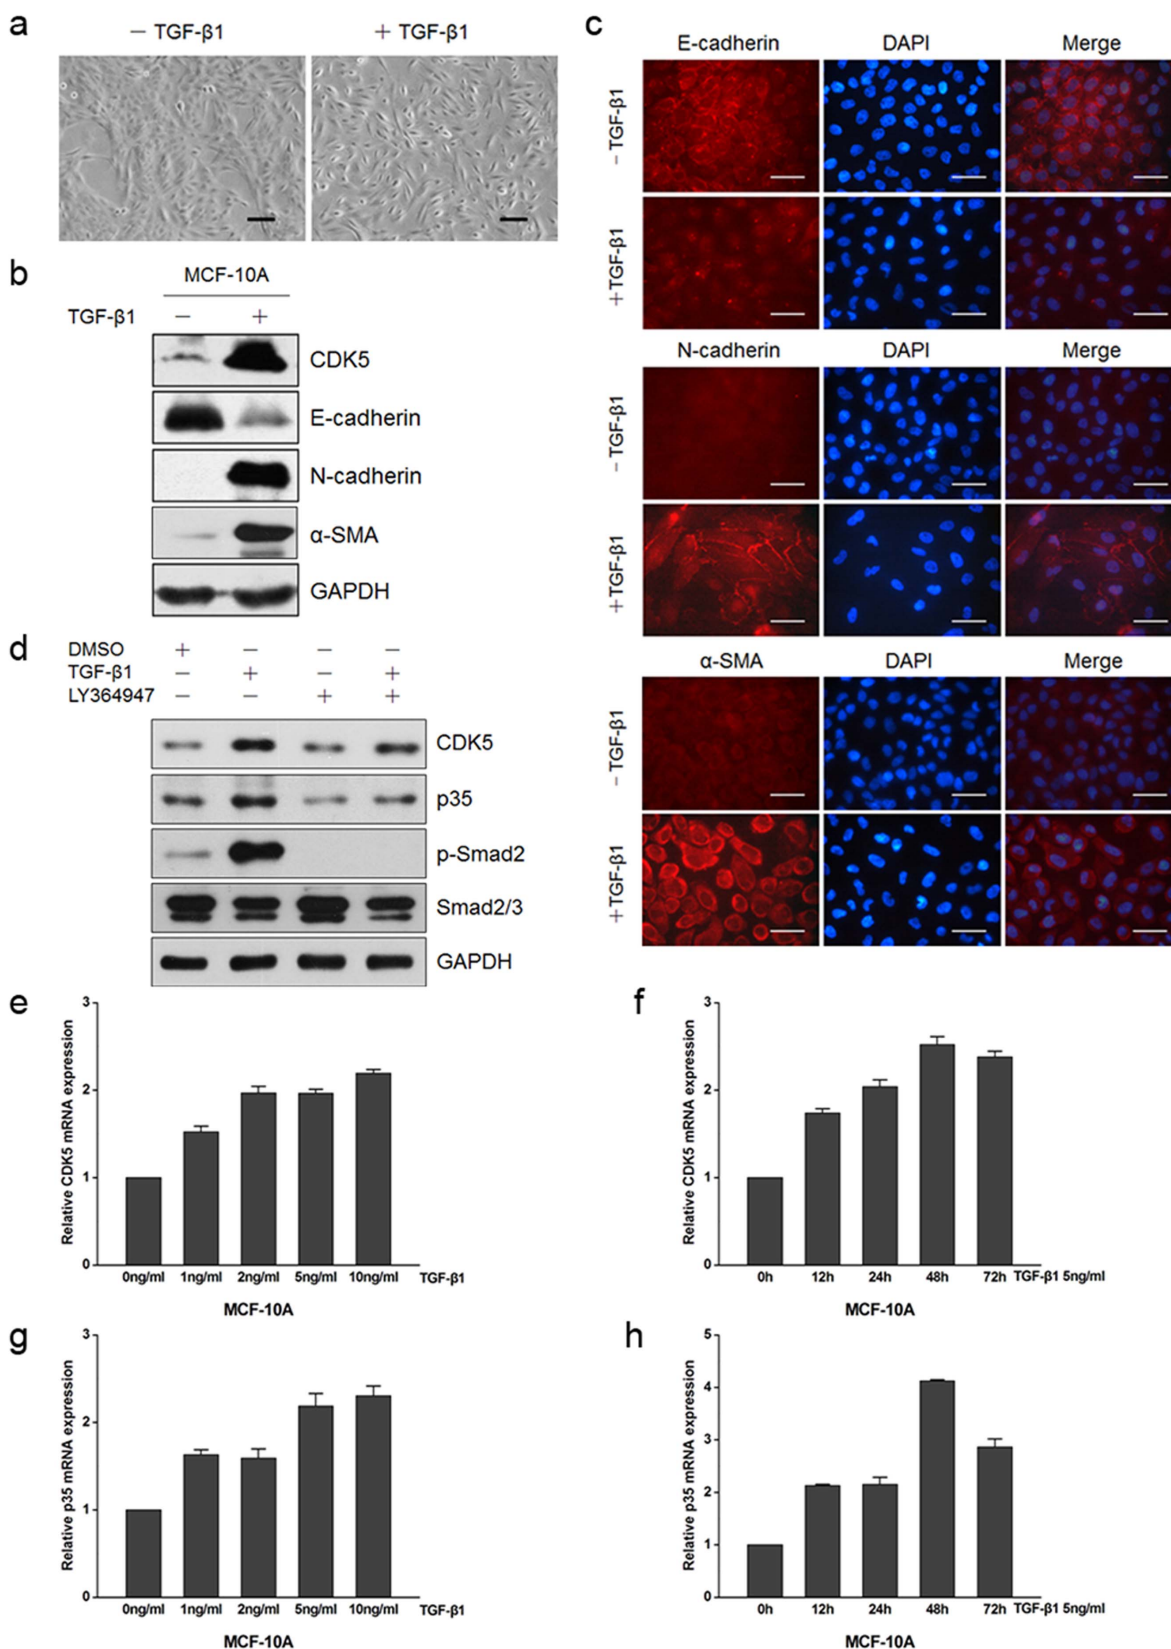 a
− TGF-β1
+ TGF-β1
b
MCF-10A
TGF-β1 − +
CDK5
E-cadherin
N-cadherin
α-SMA
GAPDH
c
E-cadherin DAPI Merge
− TGF-β1
+TGF-β1
N-cadherin DAPI Merge
− TGF-β1
+TGF-β1
α-SMA DAPI Merge
− TGF-β1
+TGF-β1
d
DMSO + − − −
TGF-β1 − + − +
LY364947 − − + +
CDK5
p35
p-Smad2
Smad2/3
GAPDH
e
Relative CDK5 mRNA expression
3
2
1
0
0ng/ml 1ng/ml 2ng/ml 5ng/ml 10ng/ml TGF-β1
MCF-10A
f
Relative CDK5 mRNA expression
3
2
1
0
0h 12h 24h 48h 72h TGF-β1 5ng/ml
MCF-10A
g
Relative p35 mRNA expression
3
2
1
0
0ng/ml 1ng/ml 2ng/ml 5ng/ml 10ng/ml TGF-β1
MCF-10A
h
Relative p35 mRNA expression
5
4
3
2
1
0
0h 12h 24h 48h 72h TGF-β1 5ng/ml
MCF-10A